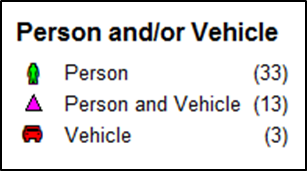 Person and/or Vehicle
Person (33)
Person and Vehicle (13)
Vehicle (3)